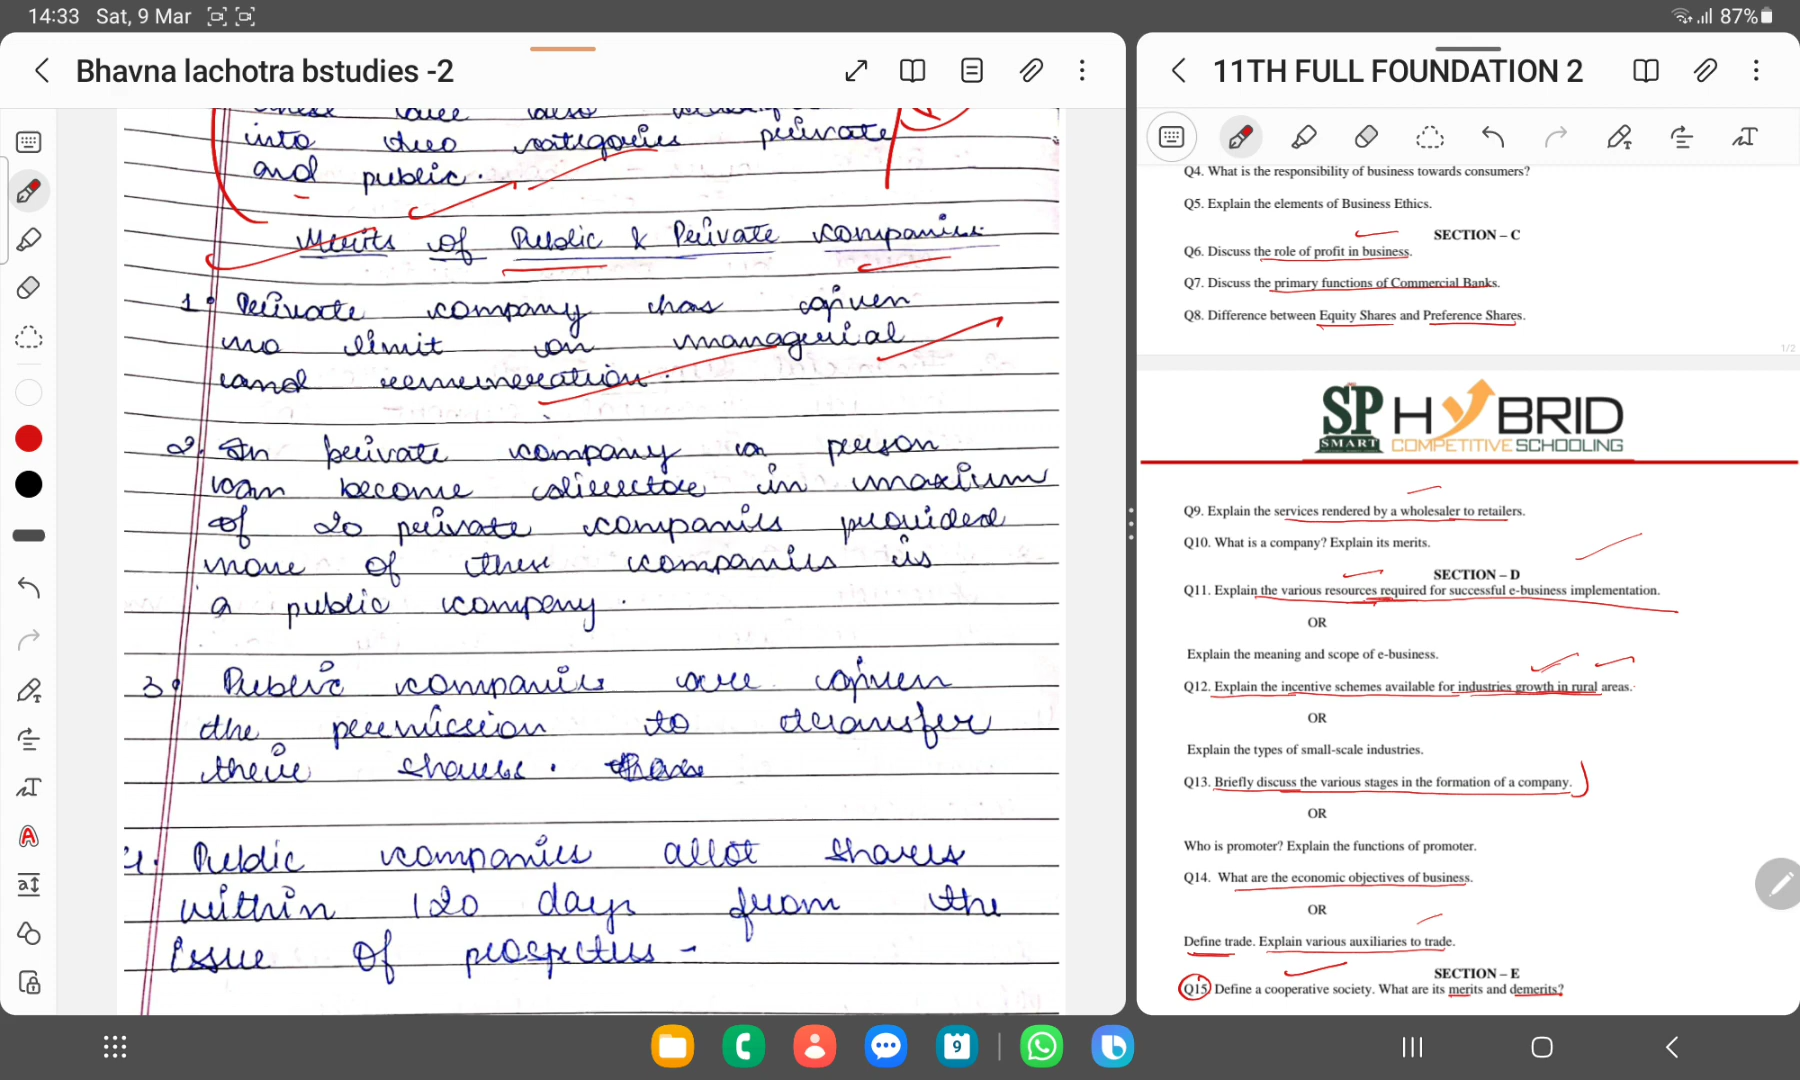 14:33 Sat, 9 Mar
87%
Bhavna lachotra bstudies -2
into two categories private
and public.
Merits of Public & Private companies
1. Private company has given
no limit on managerial
and remuneration.
2. In private company a person
can become director in maxium
of 20 private companies provided
none of these companies is
a public company.
3. Public companies are given
the permission to transfer
their shares.
4. Public companies allot shares
within 120 days from the
issue of prospectus -
11TH FULL FOUNDATION 2
Q4. What is the responsibility of business towards consumers?
Q5. Explain the elements of Business Ethics.
SECTION – C
Q6. Discuss the role of profit in business.
Q7. Discuss the primary functions of Commercial Banks.
Q8. Difference between Equity Shares and Preference Shares.
1/2
SP SMART HYBRID
COMPETITIVE SCHOOLING
Q9. Explain the services rendered by a wholesaler to retailers.
Q10. What is a company? Explain its merits.
SECTION – D
Q11. Explain the various resources required for successful e-business implementation.
OR
Explain the meaning and scope of e-business.
Q12. Explain the incentive schemes available for industries growth in rural areas.
OR
Explain the types of small-scale industries.
Q13. Briefly discuss the various stages in the formation of a company.
OR
Who is promoter? Explain the functions of promoter.
Q14. What are the economic objectives of business.
OR
Define trade. Explain various auxiliaries to trade.
SECTION – E
Q15 Define a cooperative society. What are its merits and demerits?
9